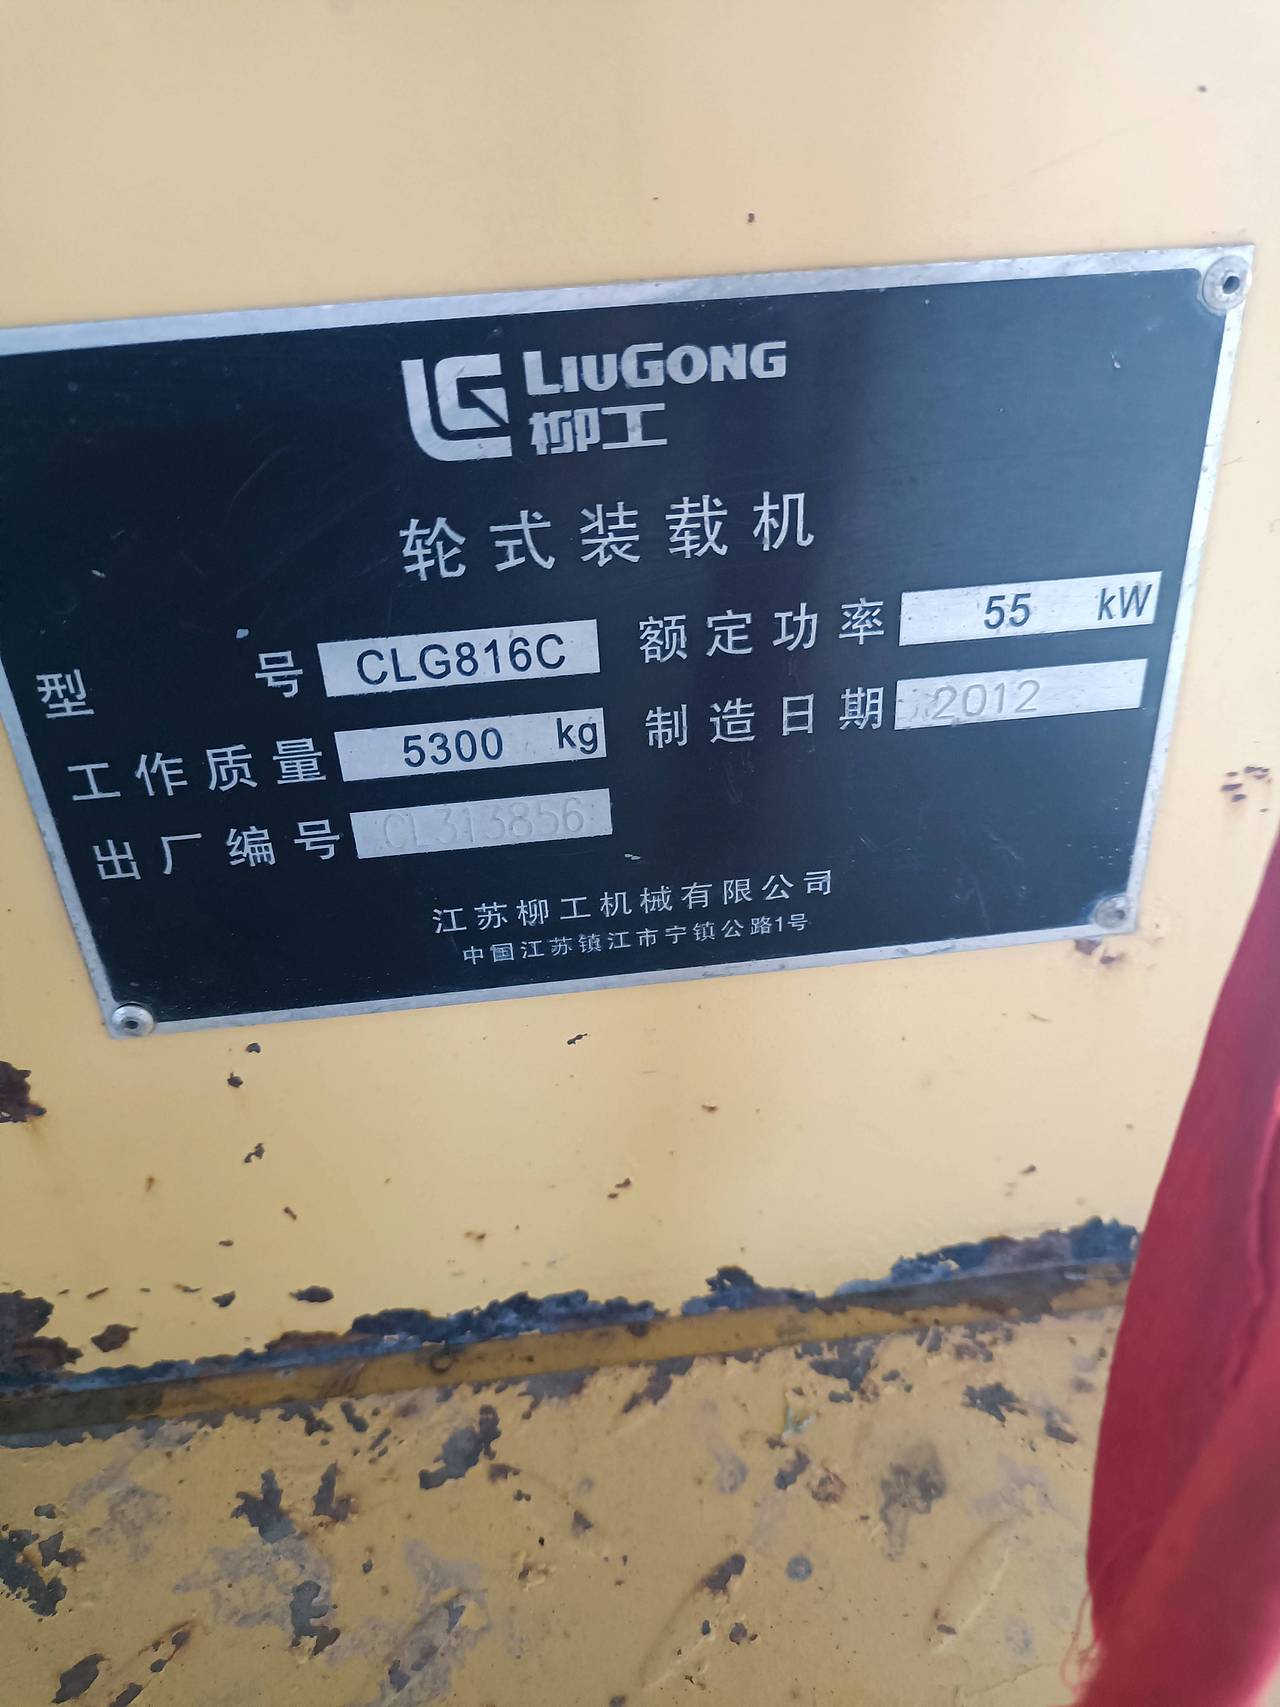 LG LIUGONG
柳工
轮式装载机
型号 CLG816C 额定功率 55 kW
工作质量 5300 kg 制造日期 2012
出厂编号 CL313856
江苏柳工机械有限公司
中国江苏镇江市宁镇公路1号